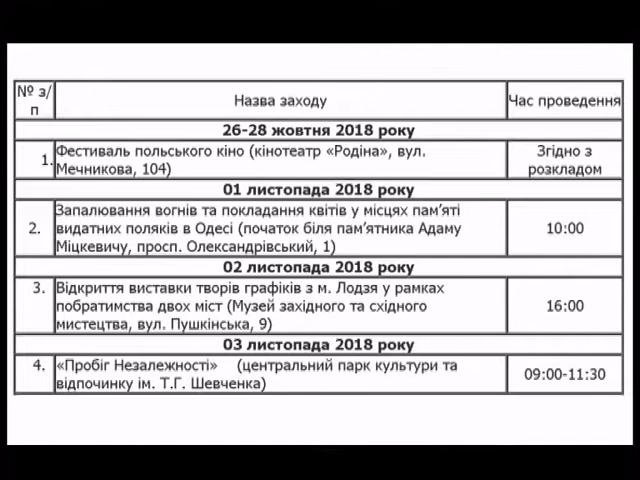 № з/п
Назва заходу
Час проведення
26-28 жовтня 2018 року
1.
Фестиваль польського кіно (кінотеатр «Родіна», вул.
Мечникова, 104)
Згідно з
розкладом
01 листопада 2018 року
2.
Запалювання вогнів та покладання квітів у місцях пам'яті
видатних поляків в Одесі (початок біля пам'ятника Адаму
Міцкевичу, просп. Олександрівський, 1)
10:00
02 листопада 2018 року
3.
Відкриття виставки творів графіків з м. Лодзя у рамках
побратимства двох міст (Музей західного та східного
мистецтва, вул. Пушкінська, 9)
16:00
03 листопада 2018 року
4.
«Пробіг Незалежності» (центральний парк культури та
відпочинку ім. Т.Г. Шевченка)
09:00-11:30